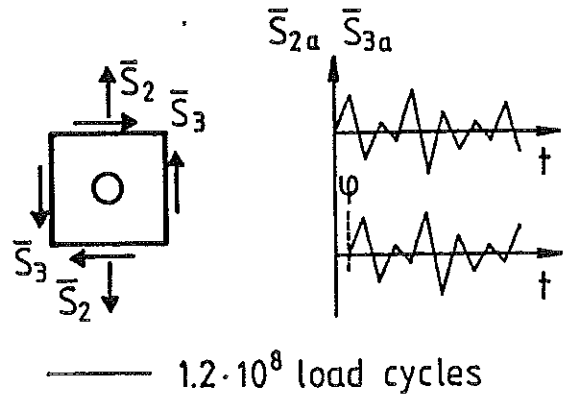 S̄2a S̄3a
S̄2
S̄3
t
φ
S̄3
S̄2
t
1.2·10⁸ load cycles